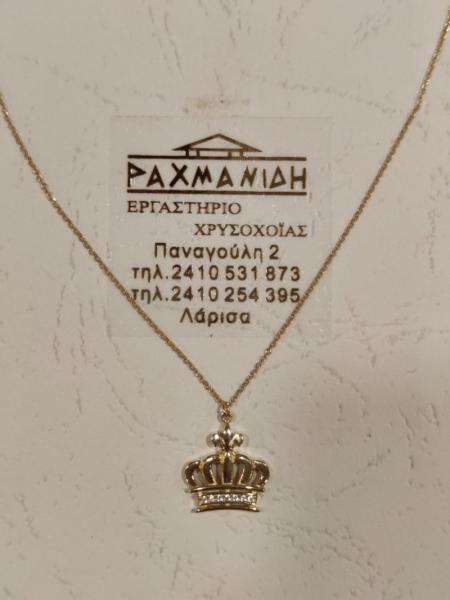 ΡΑΧΜΑΝΙΔΗ
ΕΡΓΑΣΤΗΡΙΟ
ΧΡΥΣΟΧΟΪΑΣ
Παναγούλη 2
τηλ.2410 531 873
τηλ.2410 254 395
Λάρισα